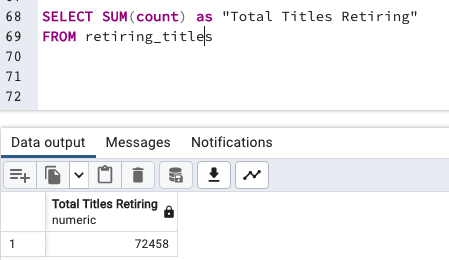 68 SELECT SUM(count) as "Total Titles Retiring"
69 FROM retiring_titles
70
71
72
Data output Messages Notifications
Total Titles Retiring
numeric
1 72458